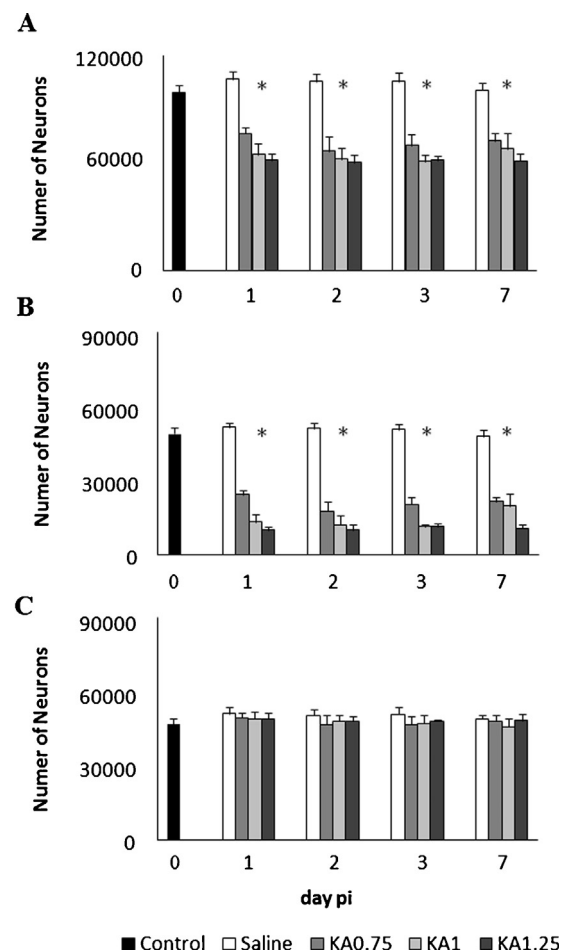 A
Numer of Neurons
120000
60000
0
* * * *
0 1 2 3 7
B
Numer of Neurons
90000
60000
30000
0
* * * *
0 1 2 3 7
C
Numer of Neurons
90000
60000
30000
0
0 1 2 3 7
day pi
Control Saline KA0,75 KA1 KA1,25